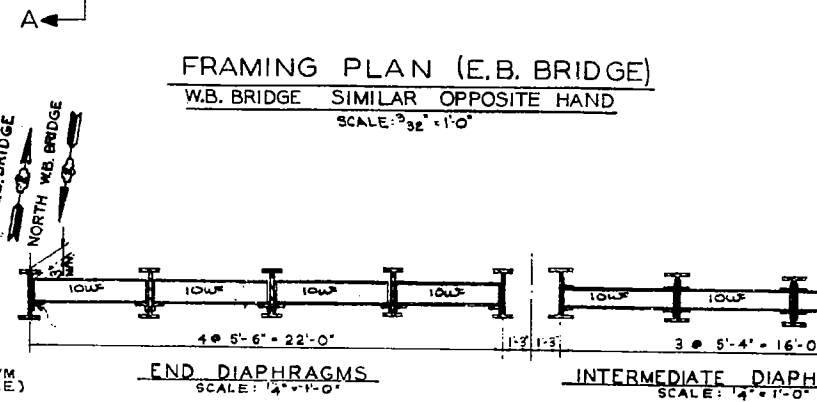 A
FRAMING PLAN (E.B. BRIDGE)
W.B. BRIDGE SIMILAR OPPOSITE HAND
SCALE: 3/32" = 1'-0"
BRIDGE
NORTH W.B. BRIDGE
3"
10WF 10WF 10WF 10WF 10WF 10WF
4 @ 5'-6" = 22'-0" 1'-3" 1'-3" 3 @ 5'-4" = 16'-0
END DIAPHRAGMS
SCALE: 1/4" = 1'-0"
INTERMEDIATE DIAPH
SCALE: 1/4" = 1'-0"